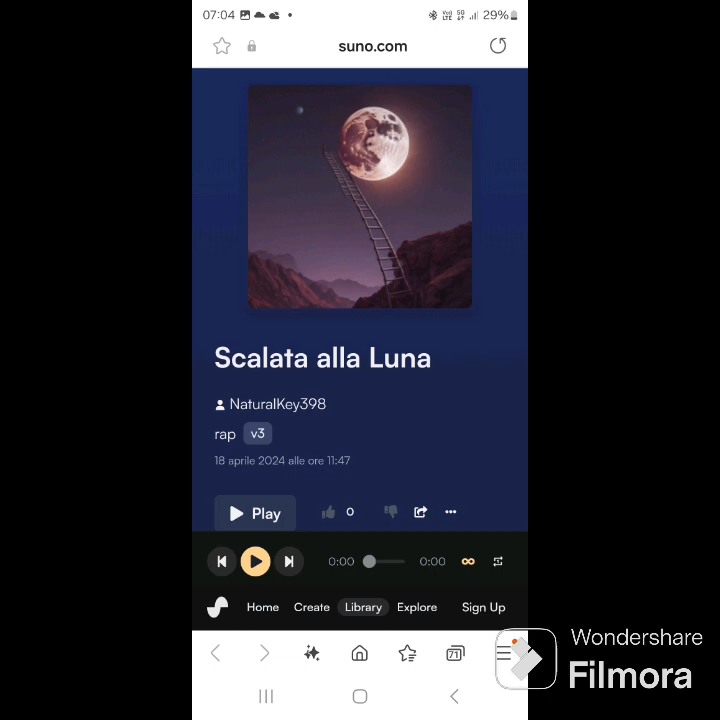 07:04
29%
suno.com
Scalata alla Luna
NaturalKey398
rap v3
18 aprile 2024 alle ore 11:47
Play 0
0:00 0:00
Home Create Library Explore Sign Up
71
Wondershare
Filmora